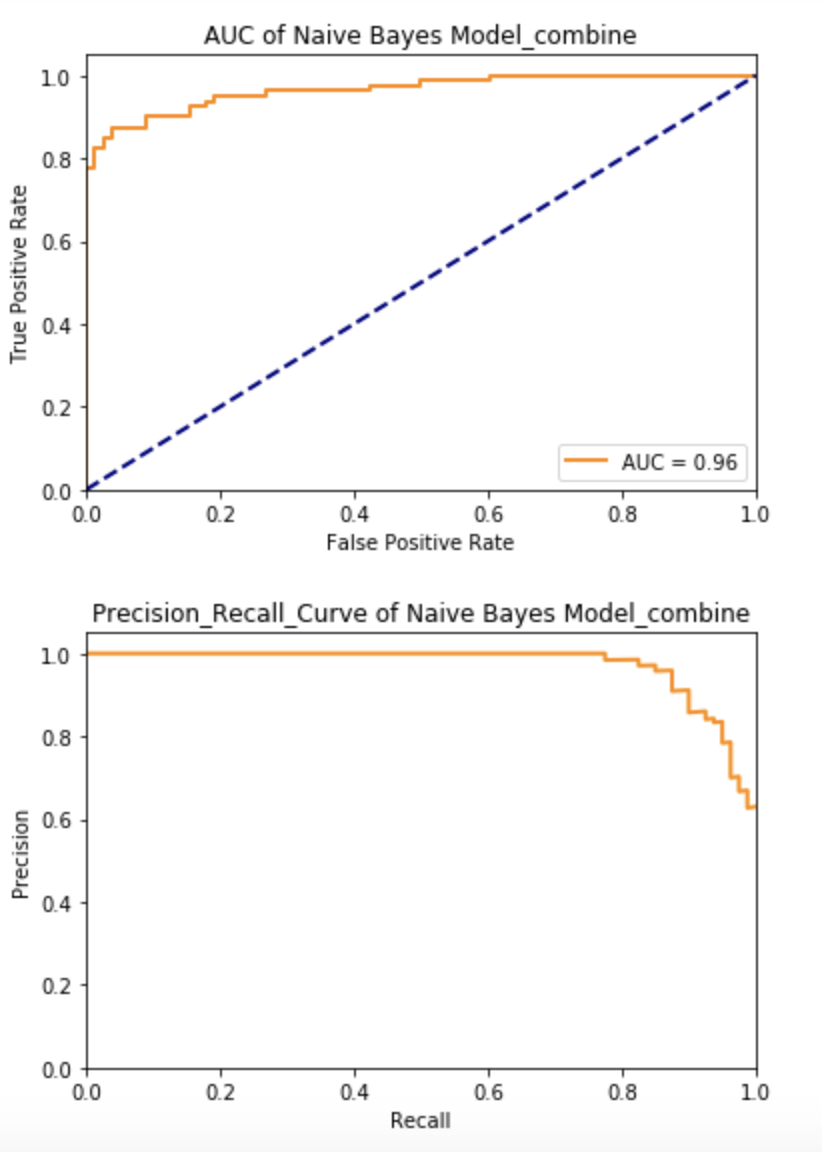 AUC of Naive Bayes Model_combine
1.0
0.8
0.6
0.4
0.2
0.0
True Positive Rate
AUC = 0.96
0.0 0.2 0.4 0.6 0.8 1.0
False Positive Rate
Precision_Recall_Curve of Naive Bayes Model_combine
1.0
0.8
0.6
0.4
0.2
0.0
Precision
0.0 0.2 0.4 0.6 0.8 1.0
Recall